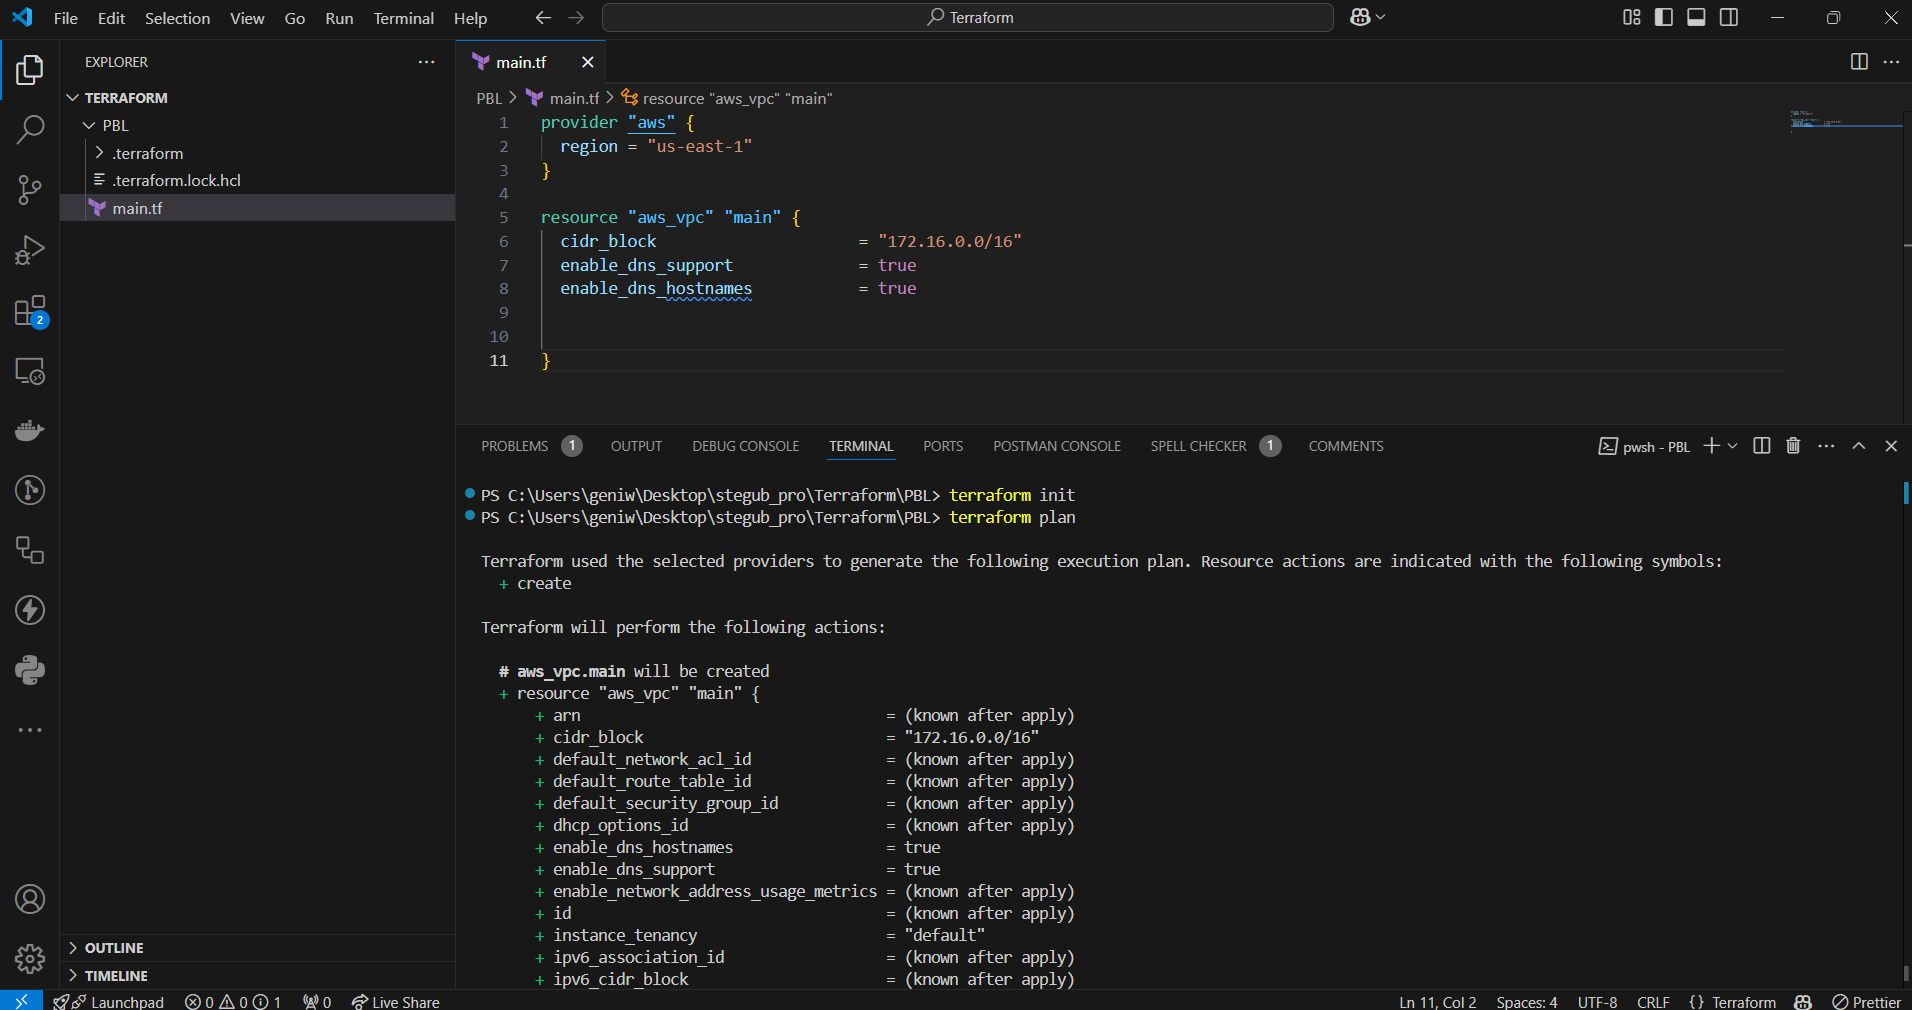 File Edit Selection View Go Run Terminal Help
Terraform
EXPLORER
TERRAFORM
PBL
.terraform
.terraform.lock.hcl
main.tf
OUTLINE
TIMELINE
2
main.tf
PBL > main.tf > resource "aws_vpc" "main"
1 provider "aws" {
2 region = "us-east-1"
3 }
4
5 resource "aws_vpc" "main" {
6 cidr_block = "172.16.0.0/16"
7 enable_dns_support = true
8 enable_dns_hostnames = true
9
10
11 }
PROBLEMS 1 OUTPUT DEBUG CONSOLE TERMINAL PORTS POSTMAN CONSOLE SPELL CHECKER 1 COMMENTS pwsh - PBL
PS C:\Users\geniw\Desktop\stegub_pro\Terraform\PBL> terraform init
PS C:\Users\geniw\Desktop\stegub_pro\Terraform\PBL> terraform plan
Terraform used the selected providers to generate the following execution plan. Resource actions are indicated with the following symbols:
+ create
Terraform will perform the following actions:
# aws_vpc.main will be created
+ resource "aws_vpc" "main" {
+ arn = (known after apply)
+ cidr_block = "172.16.0.0/16"
+ default_network_acl_id = (known after apply)
+ default_route_table_id = (known after apply)
+ default_security_group_id = (known after apply)
+ dhcp_options_id = (known after apply)
+ enable_dns_hostnames = true
+ enable_dns_support = true
+ enable_network_address_usage_metrics = (known after apply)
+ id = (known after apply)
+ instance_tenancy = "default"
+ ipv6_association_id = (known after apply)
+ ipv6_cidr_block = (known after apply)
Launchpad 0 0 1 0 Live Share Ln 11, Col 2 Spaces: 4 UTF-8 CRLF {} Terraform Prettier